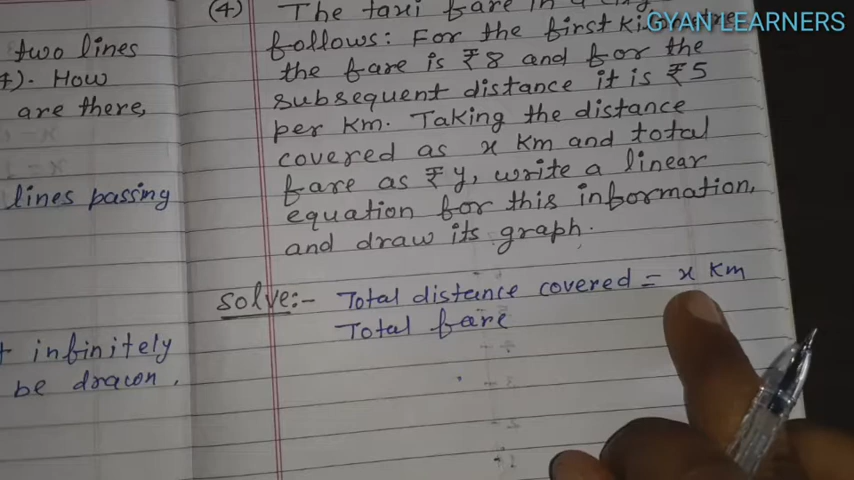 GYAN LEARNERS
two lines
4). How
are there,
lines passing
infinitely
be drawn.
(4) The taxi fare in a
follows: For the first
the fare is ₹8 and for the
subsequent distance it is ₹5
per km. Taking the distance
covered as x km and total
fare as ₹y, write a linear
equation for this information,
and draw its graph.
solve:- Total distance covered = x km
Total fare